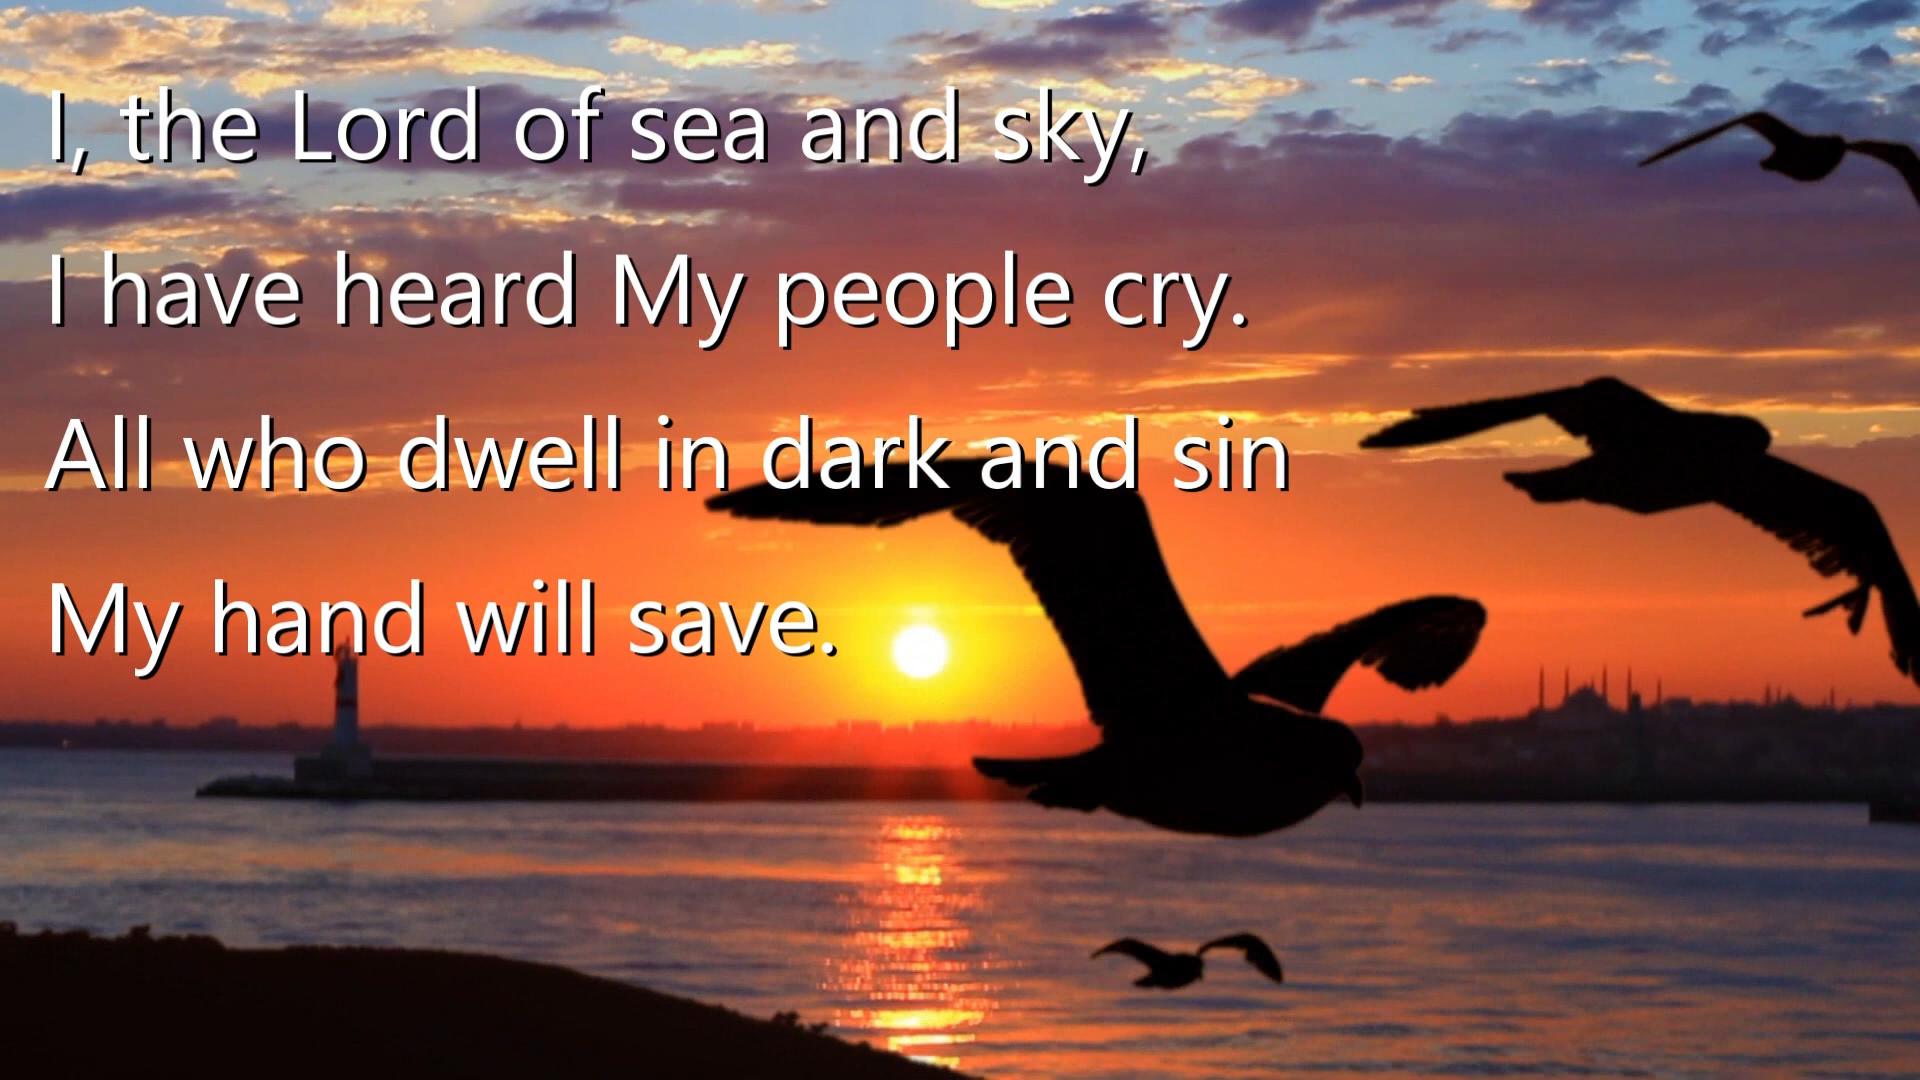 I, the Lord of sea and sky,
I have heard My people cry.
All who dwell in dark and sin
My hand will save.